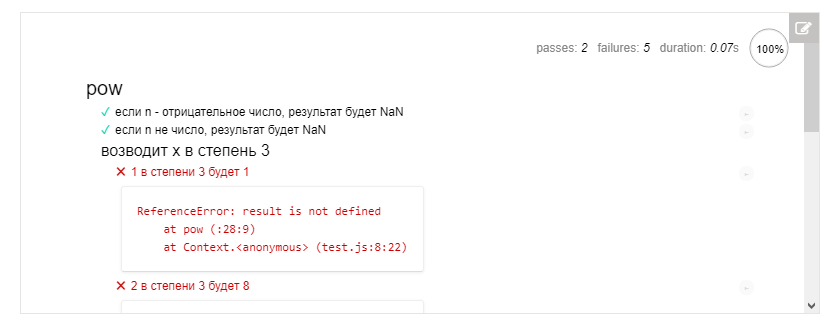 passes: 2 failures: 5 duration: 0.07s 100%
pow
✓ если n - отрицательное число, результат будет NaN
✓ если n не число, результат будет NaN
возводит x в степень 3
✕ 1 в степени 3 будет 1
ReferenceError: result is not defined
at pow (:28:9)
at Context.<anonymous> (test.js:8:22)
✕ 2 в степени 3 будет 8